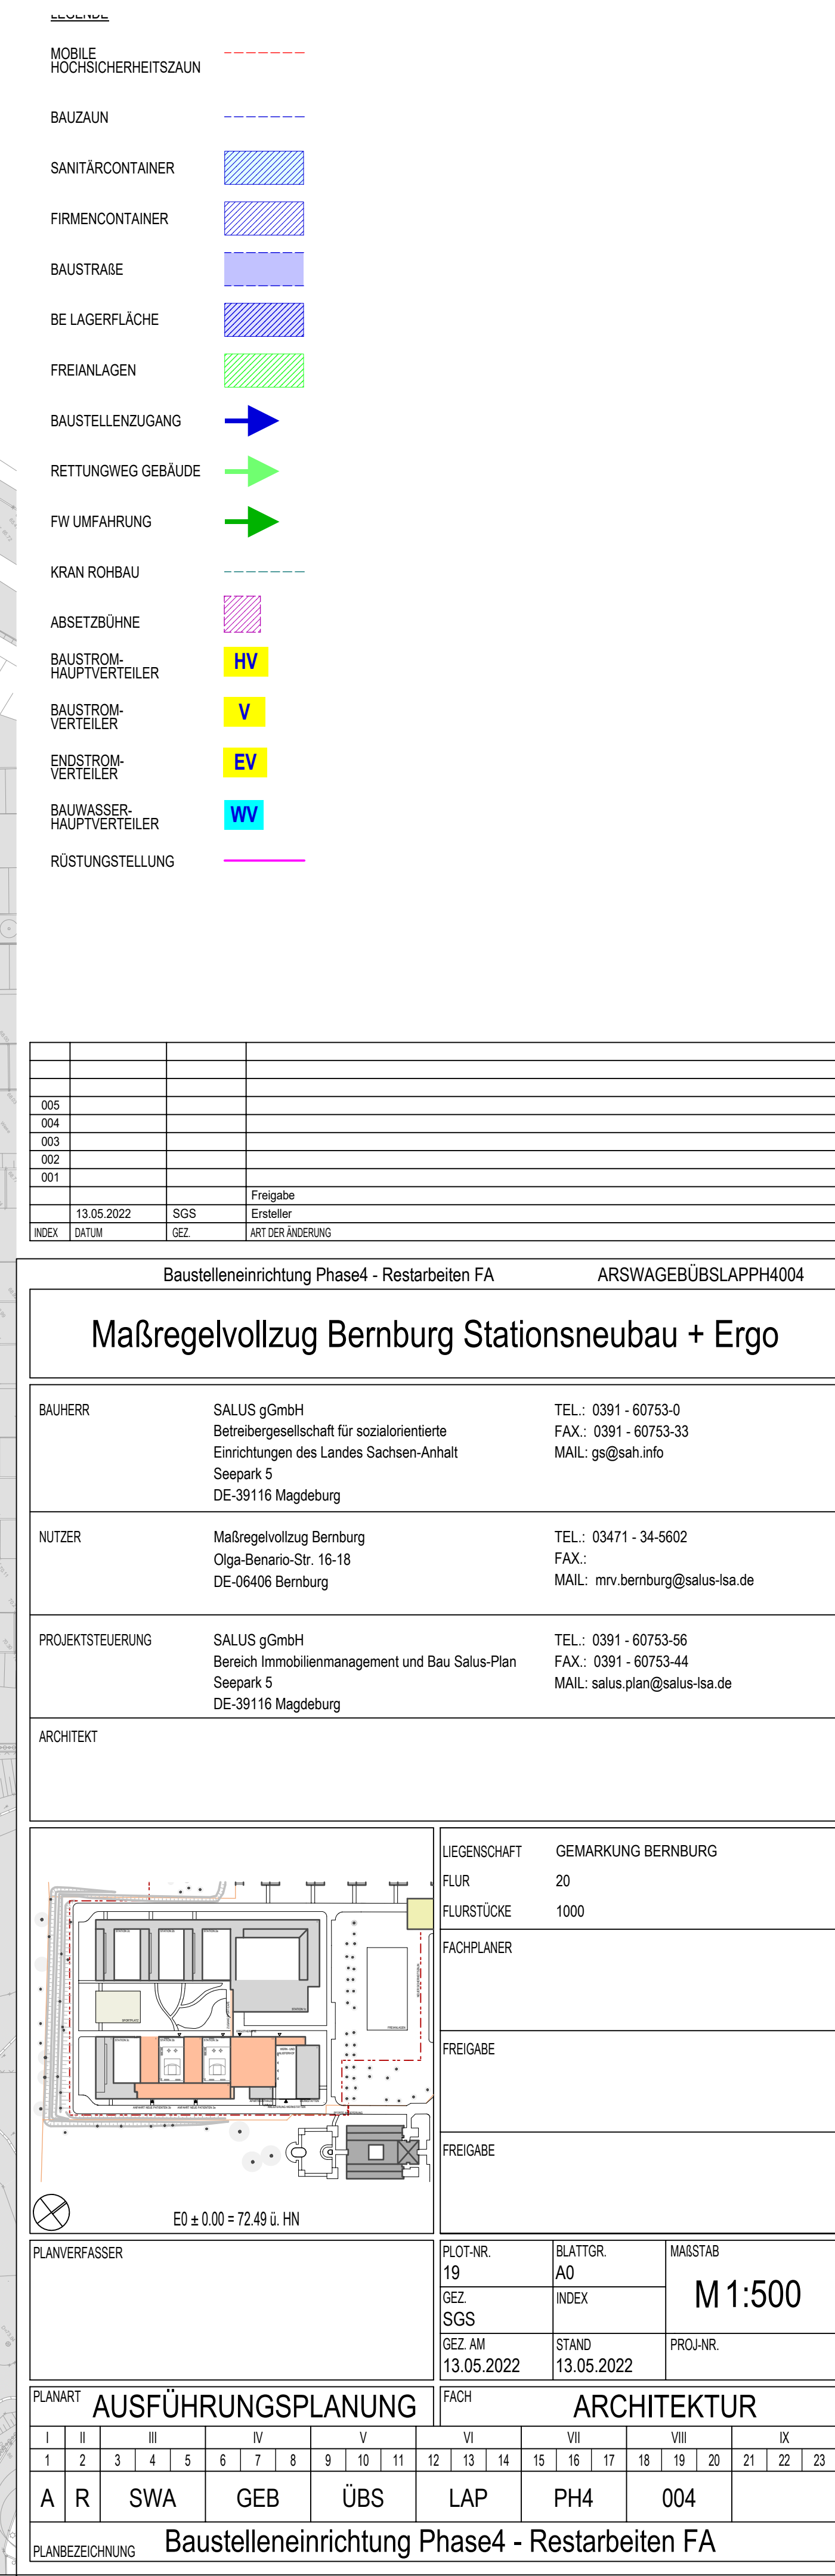 LEGENDE
MOBILE
HOCHSICHERHEITSZAUN
BAUZAUN
SANITÄRCONTAINER
FIRMENCONTAINER
BAUSTRAßE
BE LAGERFLÄCHE
FREIANLAGEN
BAUSTELLENZUGANG
RETTUNGWEG GEBÄUDE
FW UMFAHRUNG
KRAN ROHBAU
ABSETZBÜHNE
BAUSTROM-
HAUPTVERTEILER
HV
BAUSTROM-
VERTEILER
V
ENDSTROM-
VERTEILER
EV
BAUWASSER-
HAUPTVERTEILER
WV
RÜSTUNGSTELLUNG
005
004
003
002
001
Freigabe
13.05.2022 SGS Ersteller
INDEX DATUM GEZ. ART DER ÄNDERUNG
Baustelleneinrichtung Phase4 - Restarbeiten FA ARSWAGEBÜBSLAPPH4004
Maßregelvollzug Bernburg Stationsneubau + Ergo
BAUHERR SALUS gGmbH TEL.: 0391 - 60753-0
Betreibergesellschaft für sozialorientierte FAX.: 0391 - 60753-33
Einrichtungen des Landes Sachsen-Anhalt MAIL: gs@sah.info
Seepark 5
DE-39116 Magdeburg
NUTZER Maßregelvollzug Bernburg TEL.: 03471 - 34-5602
Olga-Benario-Str. 16-18 FAX.:
DE-06406 Bernburg MAIL: mrv.bernburg@salus-lsa.de
PROJEKTSTEUERUNG SALUS gGmbH TEL.: 0391 - 60753-56
Bereich Immobilienmanagement und Bau Salus-Plan FAX.: 0391 - 60753-44
Seepark 5 MAIL: salus.plan@salus-lsa.de
DE-39116 Magdeburg
ARCHITEKT
LIEGENSCHAFT GEMARKUNG BERNBURG
FLUR 20
FLURSTÜCKE 1000
FACHPLANER
FREIGABE
FREIGABE
E0 ± 0.00 = 72.49 ü. HN
PLANVERFASSER
PLOT-NR. BLATTGR. MAßSTAB
19 A0 M 1:500
GEZ. INDEX
SGS
GEZ. AM STAND PROJ-NR.
13.05.2022 13.05.2022
PLANART AUSFÜHRUNGSPLANUNG FACH ARCHITEKTUR
I II III IV V VI VII VIII IX
1 2 3 4 5 6 7 8 9 10 11 12 13 14 15 16 17 18 19 20 21 22 23
A R SWA GEB ÜBS LAP PH4 004
PLANBEZEICHNUNG Baustelleneinrichtung Phase4 - Restarbeiten FA